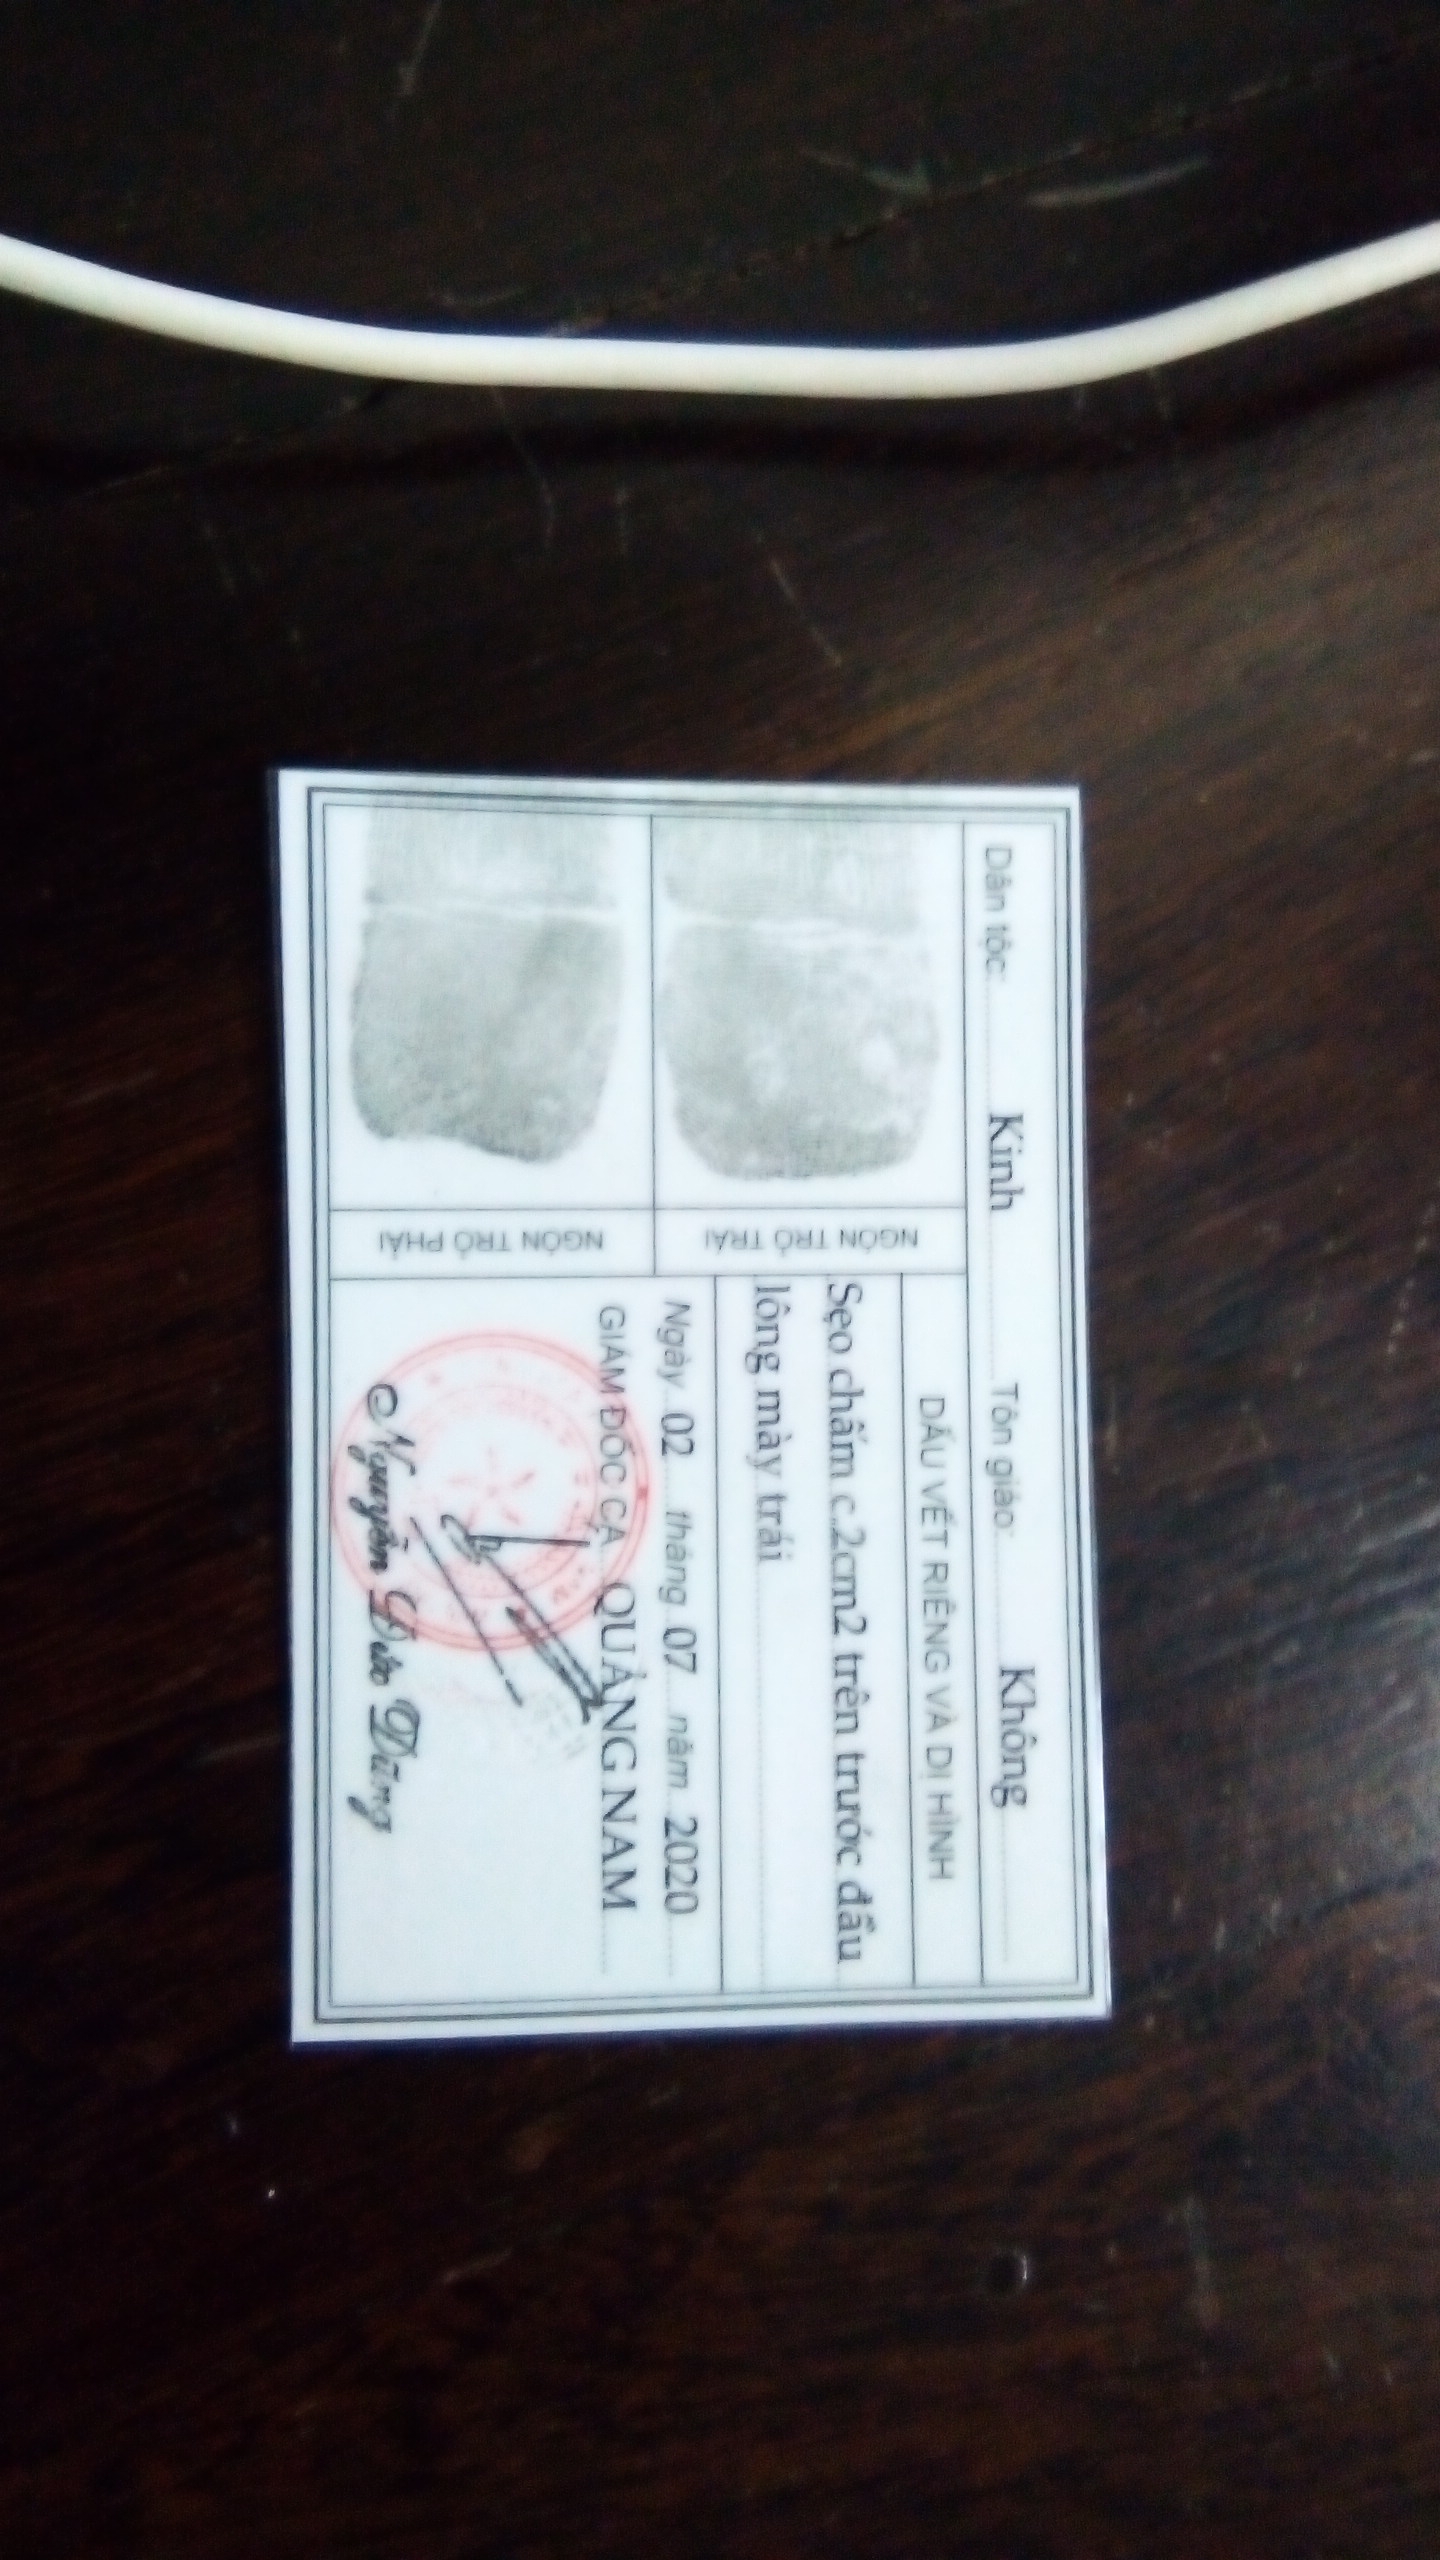 Dân tộc: Kinh Tôn giáo: Không
NGÓN TRỎ TRÁI
NGÓN TRỎ PHẢI
DẤU VẾT RIÊNG VÀ DỊ HÌNH
Sẹo chấm c.2cm2 trên trước đầu
lông mày trái
Ngày 02 tháng 07 năm 2020
GIÁM ĐỐC CA QUẢNG NAM
Nguyễn Đức Dũng